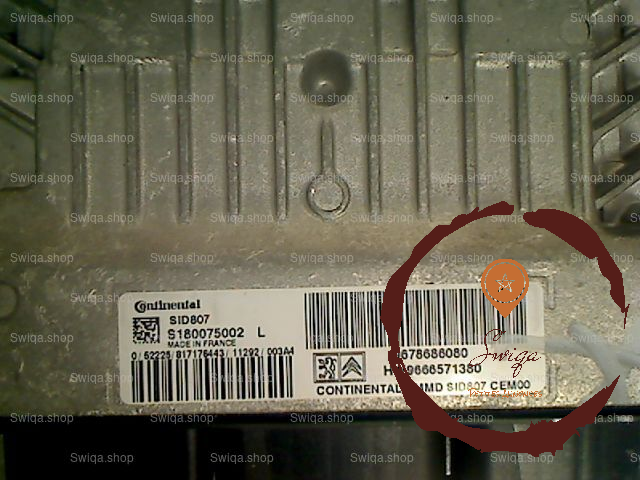 Continental
SID807
S180075002 L
MADE IN FRANCE
0 / 52225 / 817176443 / 11292 / 003A4
9678686080
9666571380
CONTINENTAL SID807 CEM00
Swiqa
Swiqa.shop